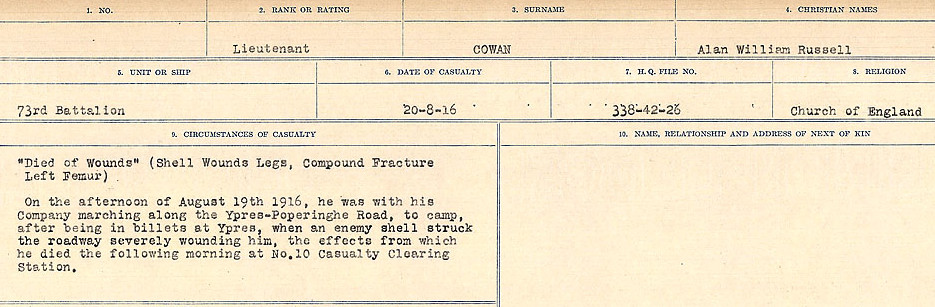 1. NO. 2. RANK OR RATING 3. SURNAME 4. CHRISTIAN NAMES
Lieutenant COWAN Alan William Russell
5. UNIT OR SHIP 6. DATE OF CASUALTY 7. H. Q. FILE NO. 8. RELIGION
73rd Battalion 20-8-16 338-42-26 Church of England
9. CIRCUMSTANCES OF CASUALTY 10. NAME, RELATIONSHIP AND ADDRESS OF NEXT OF KIN
"Died of Wounds" (Shell Wounds Legs, Compound Fracture
Left Femur)
On the afternoon of August 19th 1916, he was with his
Company marching along the Ypres-Poperinghe Road, to camp,
after being in billets at Ypres, when an enemy shell struck
the roadway severely wounding him, the effects from which
he died the following morning at No.10 Casualty Clearing
Station.